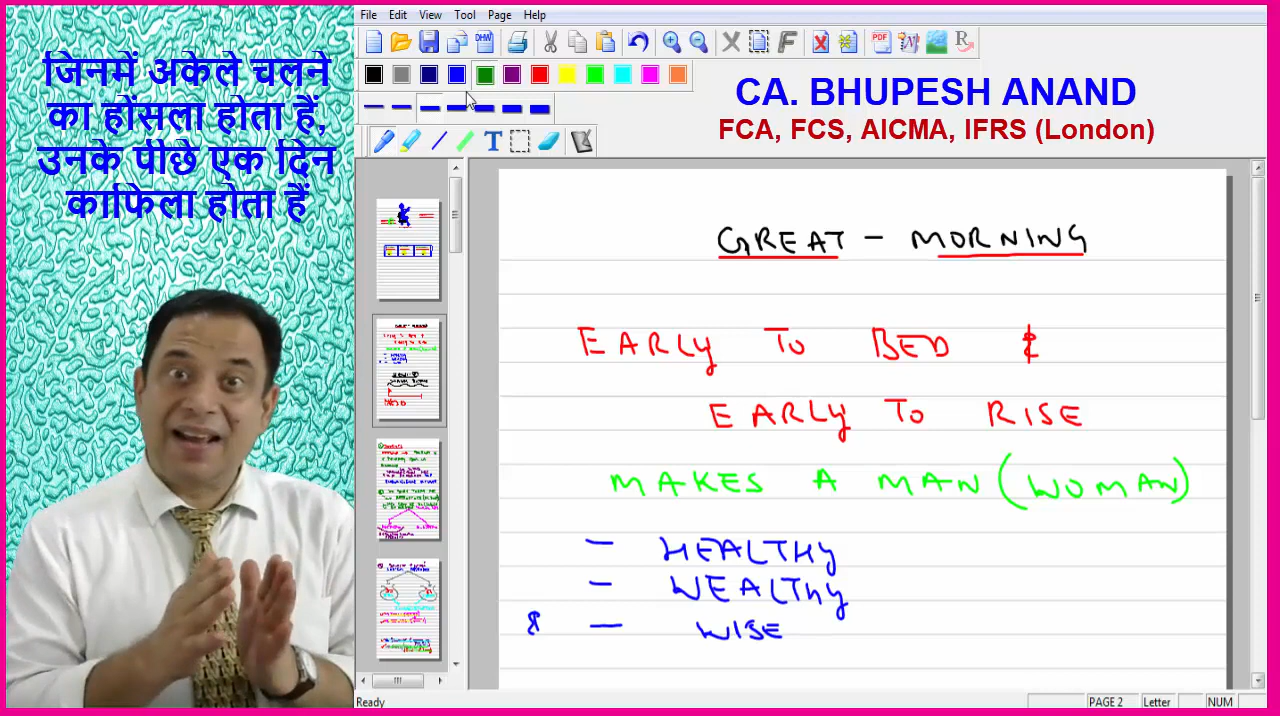 जिनमें अकेले चलने
का होंसला होता हैं,
उनके पीछे एक दिन
काफिला होता हैं
File Edit View Tool Page Help
DHW
PDF
CA. BHUPESH ANAND
FCA, FCS, AICMA, IFRS (London)
GREAT - MORNING
EARLY TO BED &
EARLY TO RISE
MAKES A MAN (WOMAN)
- HEALTHY
- WEALTHY
& - WISE
Ready PAGE 2 Letter NUM